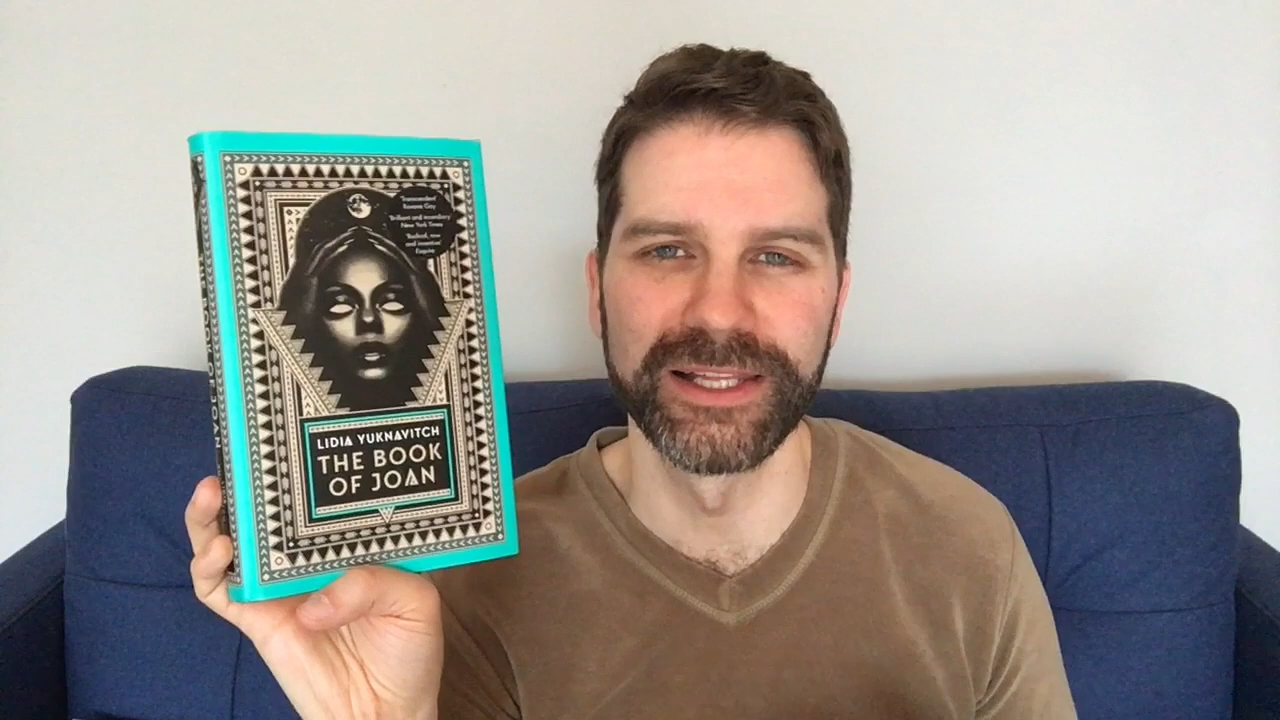 'Transcendent'
Roxane Gay
'Brilliant and incendiary'
New York Times
'Radical, raw
and inventive'
Esquire
LIDIA YUKNAVITCH
THE BOOK
OF JOAN